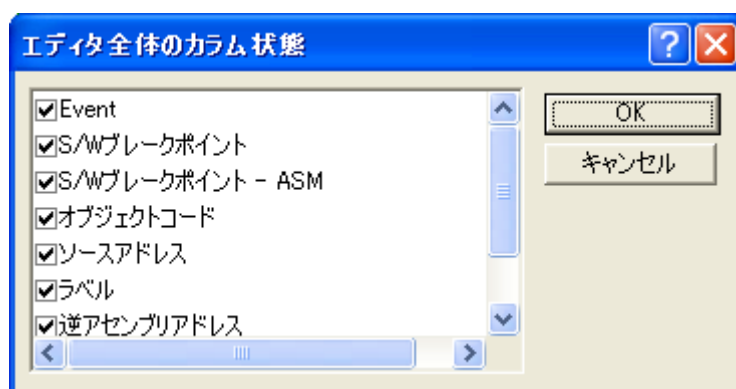 エディタ全体のカラム状態
Event
S/Wブレークポイント
S/Wブレークポイント - ASM
オブジェクトコード
ソースアドレス
ラベル
逆アセンブリアドレス
OK
キャンセル